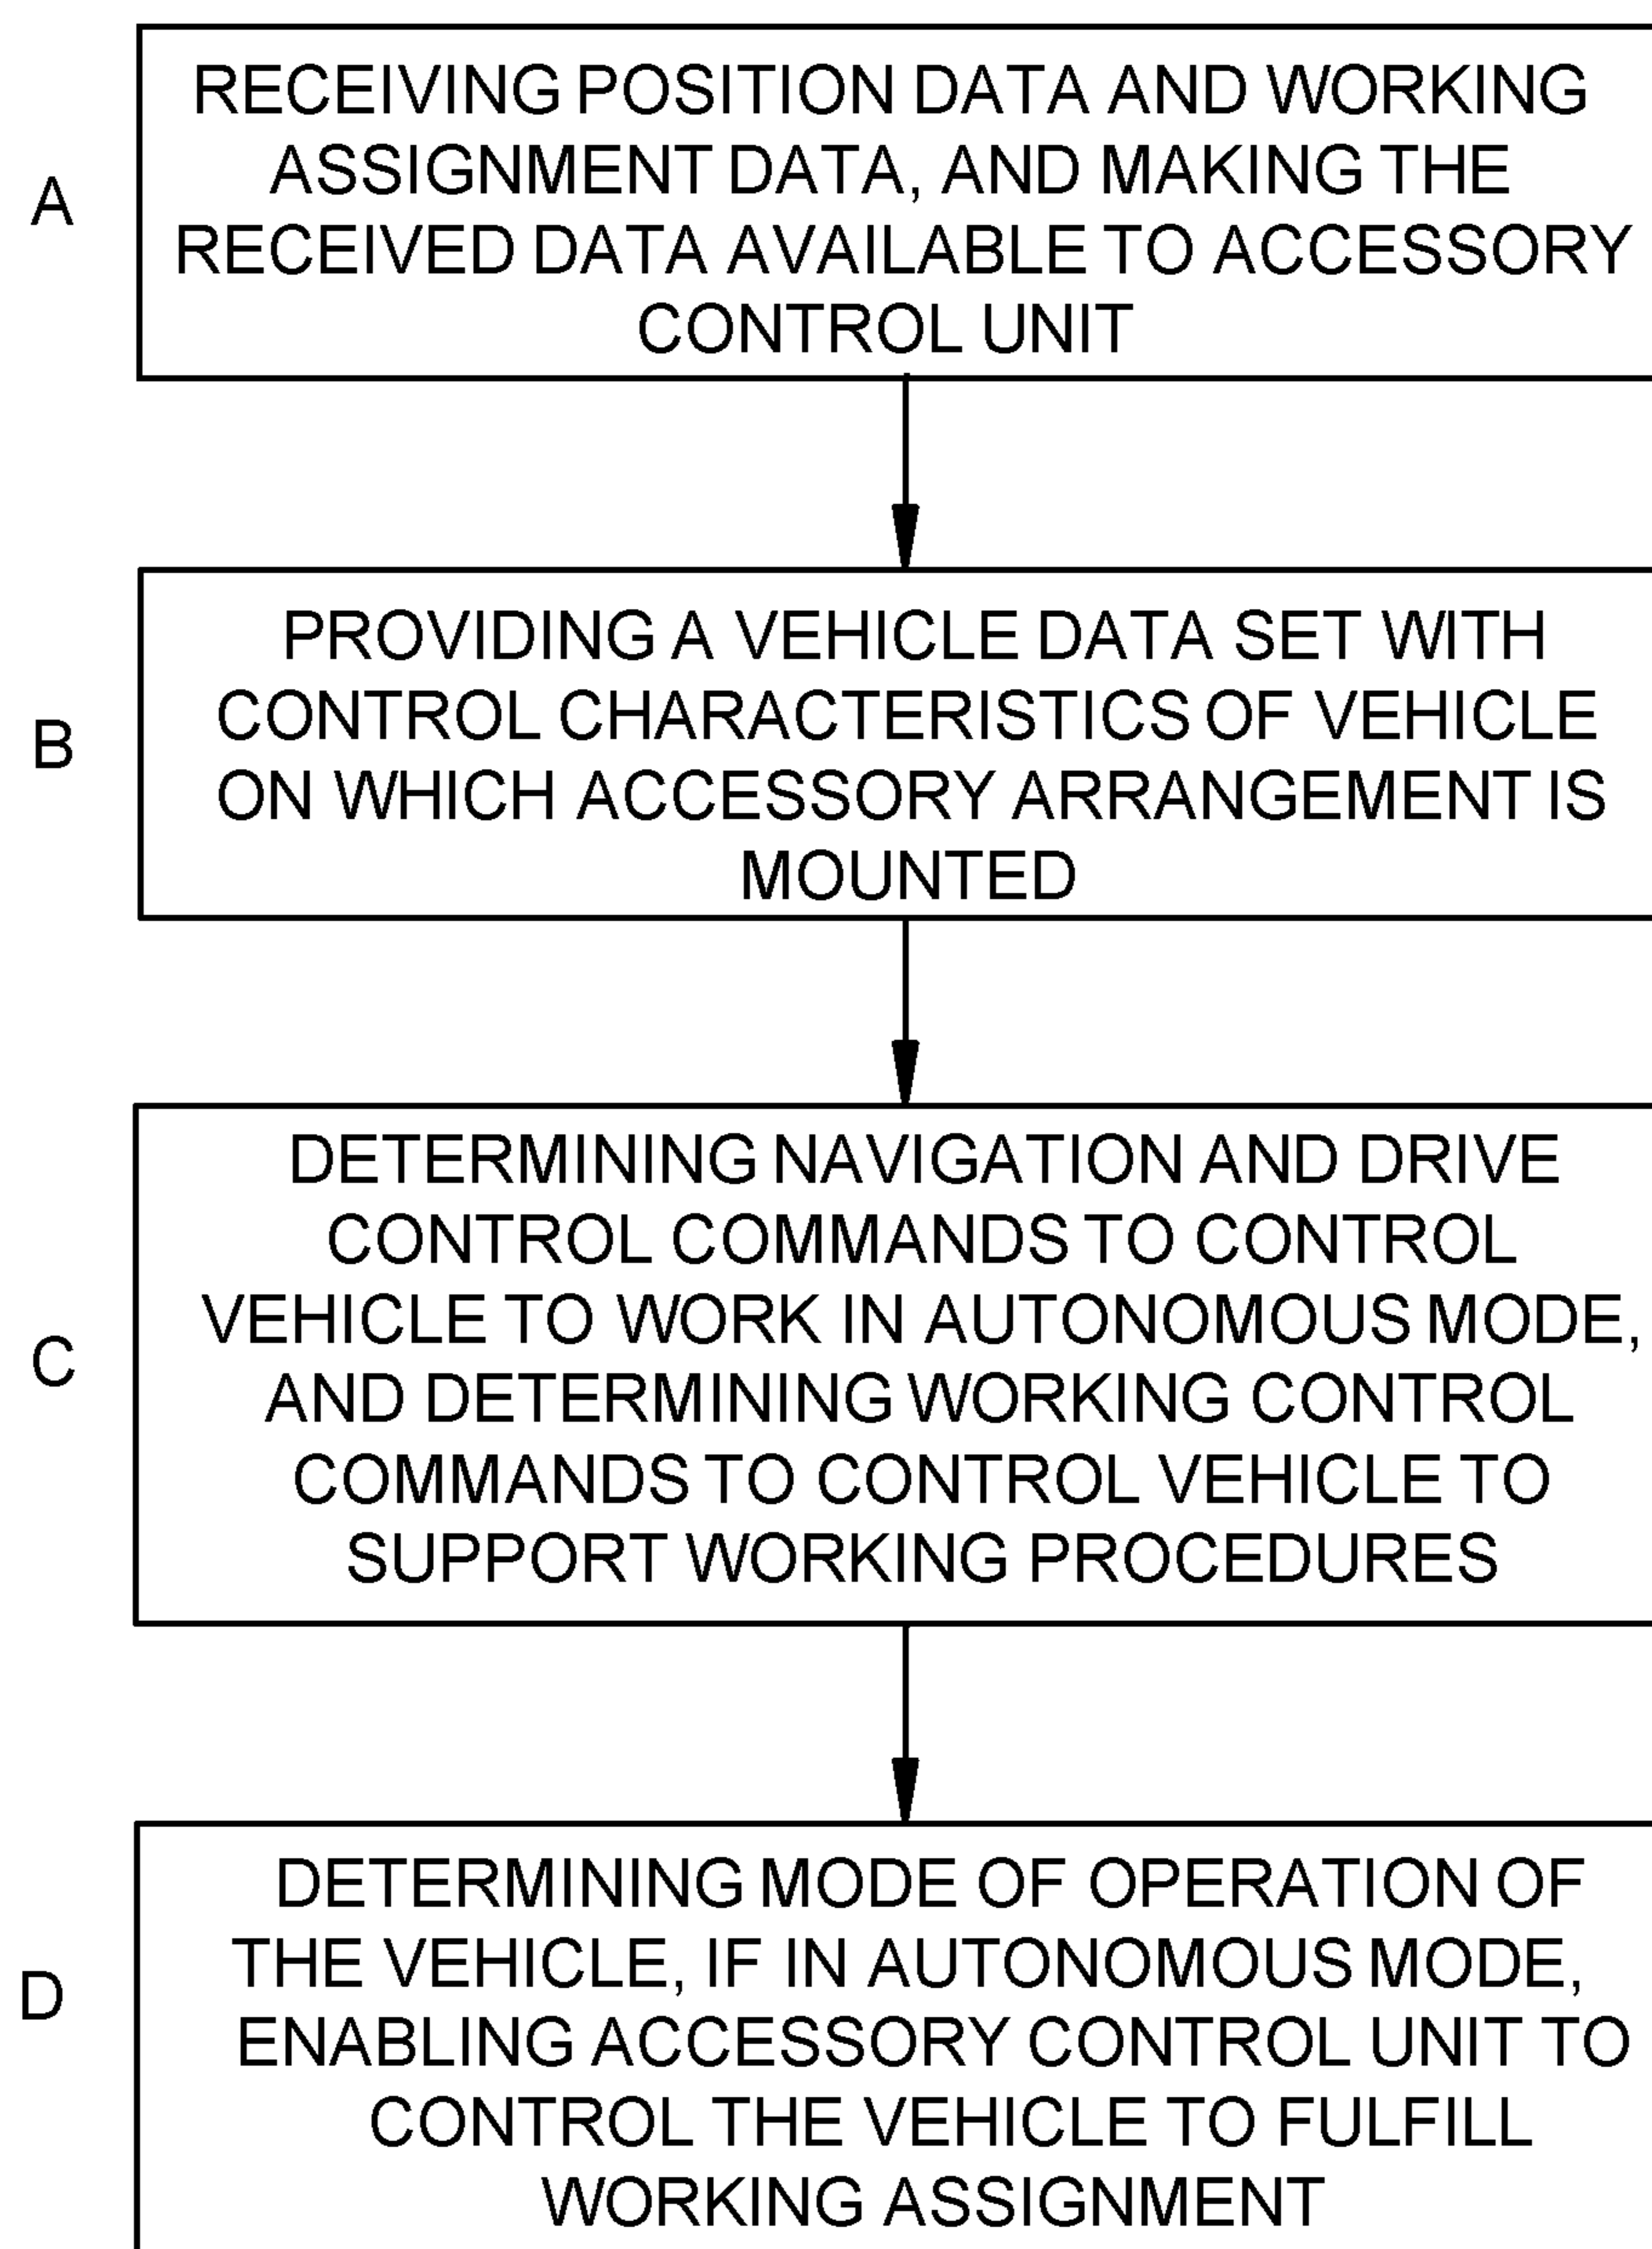 A
RECEIVING POSITION DATA AND WORKING
ASSIGNMENT DATA, AND MAKING THE
RECEIVED DATA AVAILABLE TO ACCESSORY
CONTROL UNIT
B
PROVIDING A VEHICLE DATA SET WITH
CONTROL CHARACTERISTICS OF VEHICLE
ON WHICH ACCESSORY ARRANGEMENT IS
MOUNTED
C
DETERMINING NAVIGATION AND DRIVE
CONTROL COMMANDS TO CONTROL
VEHICLE TO WORK IN AUTONOMOUS MODE,
AND DETERMINING WORKING CONTROL
COMMANDS TO CONTROL VEHICLE TO
SUPPORT WORKING PROCEDURES
D
DETERMINING MODE OF OPERATION OF
THE VEHICLE, IF IN AUTONOMOUS MODE,
ENABLING ACCESSORY CONTROL UNIT TO
CONTROL THE VEHICLE TO FULFILL
WORKING ASSIGNMENT